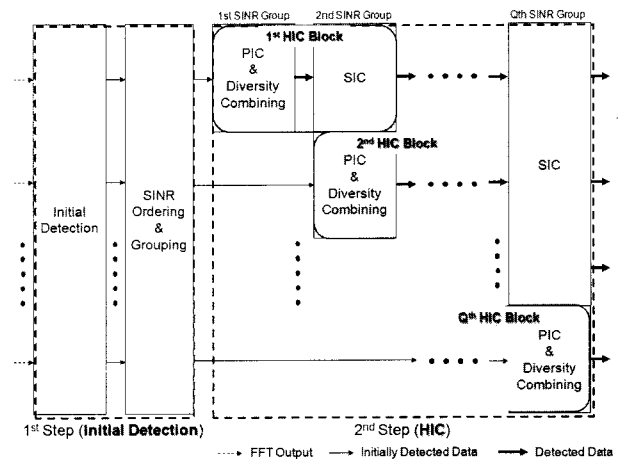 1st SINR Group
2nd SINR Group
Qth SINR Group
1st HIC Block
PIC
&
Diversity
Combining
SIC
2nd HIC Block
PIC
&
Diversity
Combining
SIC
Initial
Detection
SINR
Ordering
&
Grouping
Qth HIC Block
PIC
&
Diversity
Combining
1st Step (Initial Detection)
2nd Step (HIC)
FFT Output
Initially Detected Data
Detected Data